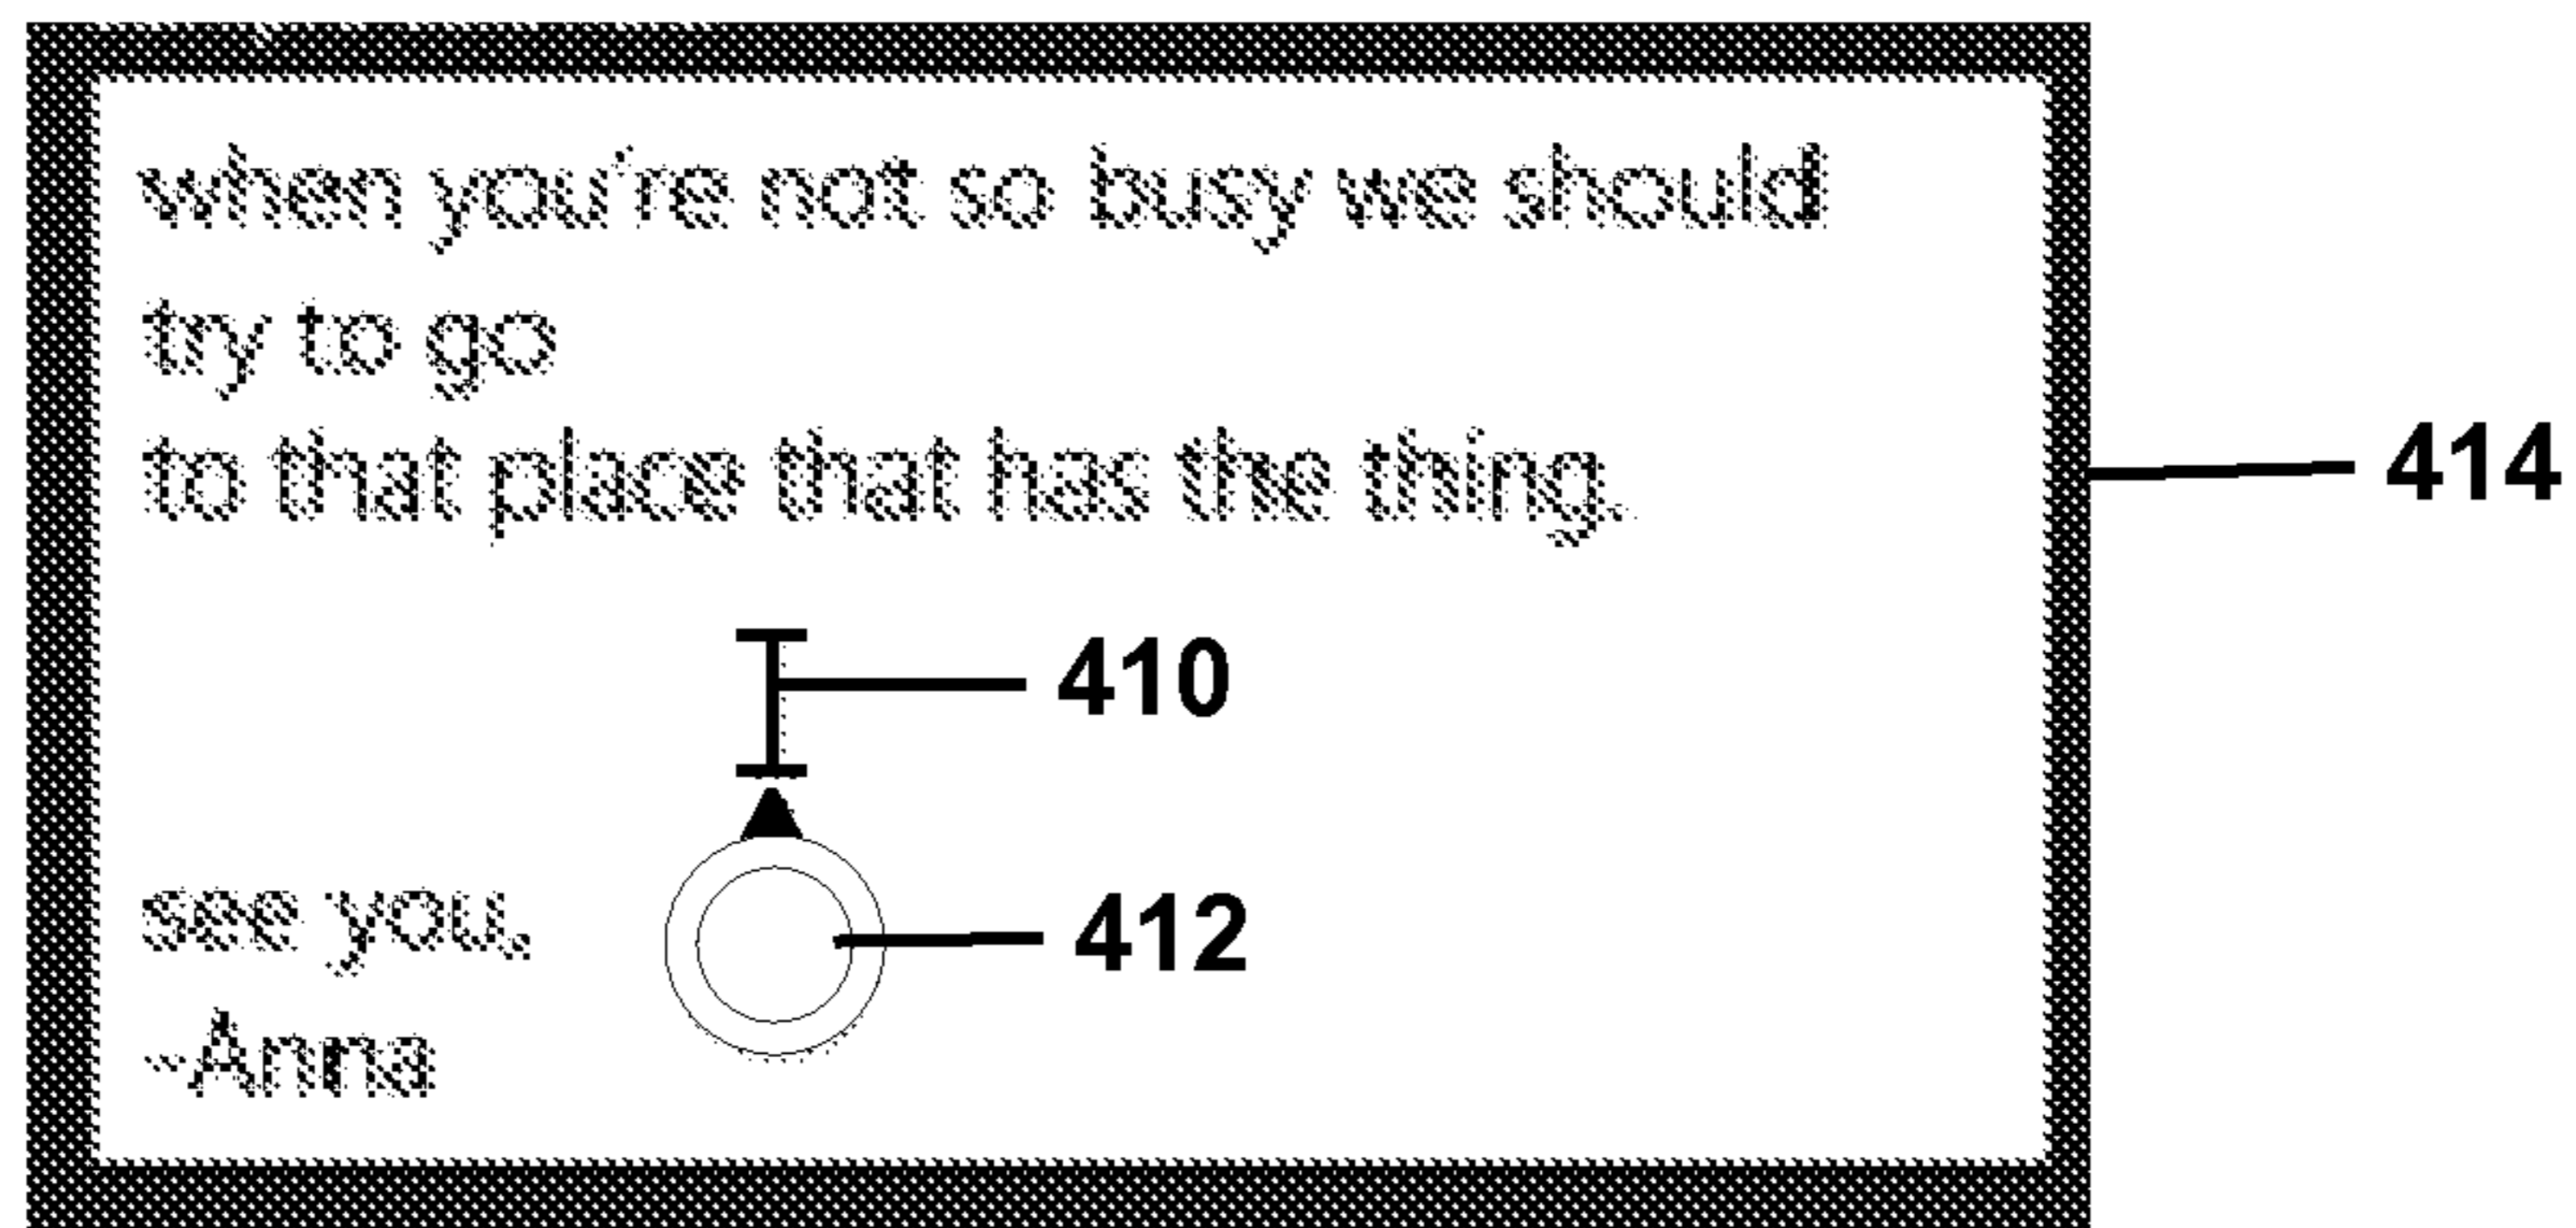 when you're not so busy we should
try to go
to that place that has the thing.
414
410
see you,
412
-Anna